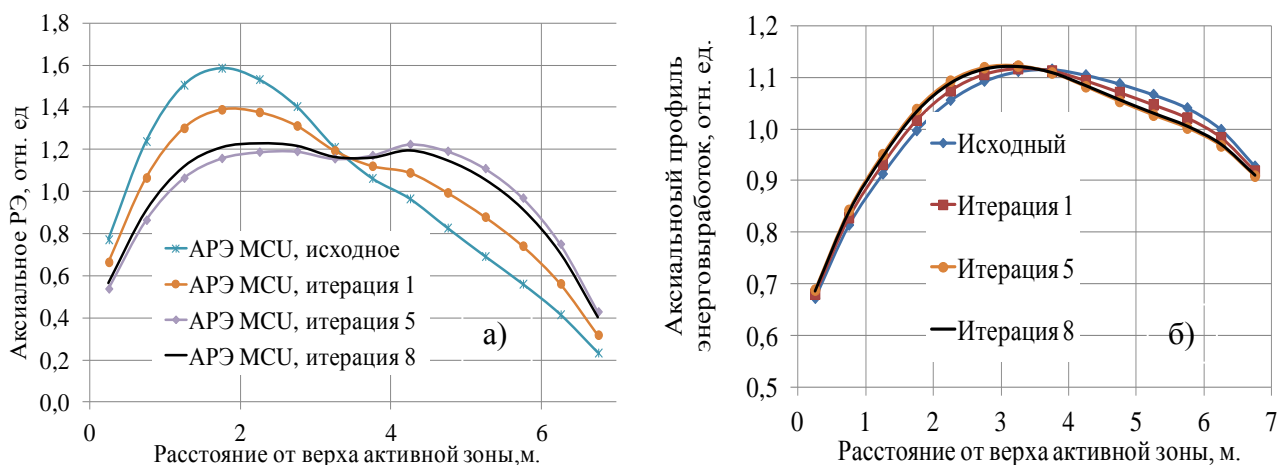 Аксиальное РЭ, отн. ед
1,8
1,6
1,4
1,2
1,0
0,8
0,6
0,4
0,2
0,0
0
2
4
6
Расстояние от верха активной зоны,м.
АРЭ MCU, исходное
АРЭ MCU, итерация 1
АРЭ MCU, итерация 5
АРЭ MCU, итерация 8
а)
Аксиальноый профиль
энерговыработок, отн. ед.
1,2
1,1
1,0
0,9
0,8
0,7
0,6
0,5
0
1
2
3
4
5
6
7
Расстояние от верха активной зоны, м.
Исходный
Итерация 1
Итерация 5
Итерация 8
б)